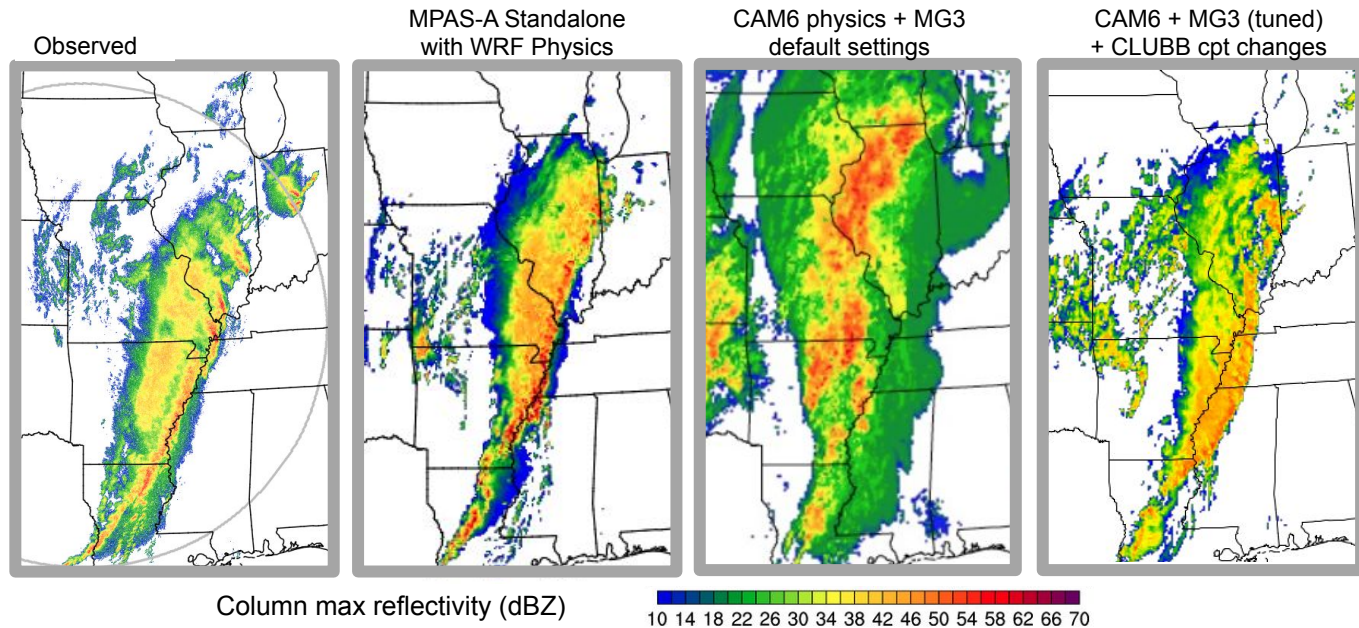 Observed
MPAS-A Standalone
with WRF Physics
CAM6 physics + MG3
default settings
CAM6 + MG3 (tuned)
+ CLUBB cpt changes
Column max reflectivity (dBZ)
10 14 18 22 26 30 34 38 42 46 50 54 58 62 66 70